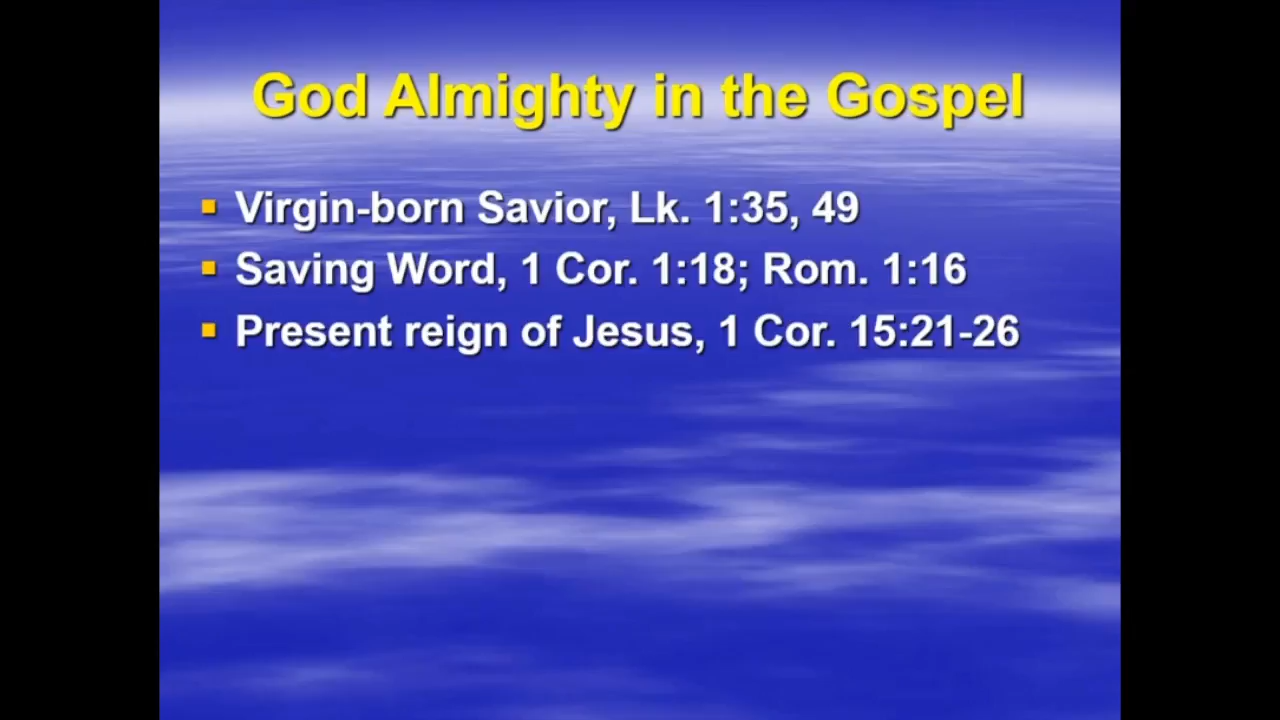 God Almighty in the Gospel
▪ Virgin-born Savior, Lk. 1:35, 49
▪ Saving Word, 1 Cor. 1:18; Rom. 1:16
▪ Present reign of Jesus, 1 Cor. 15:21-26